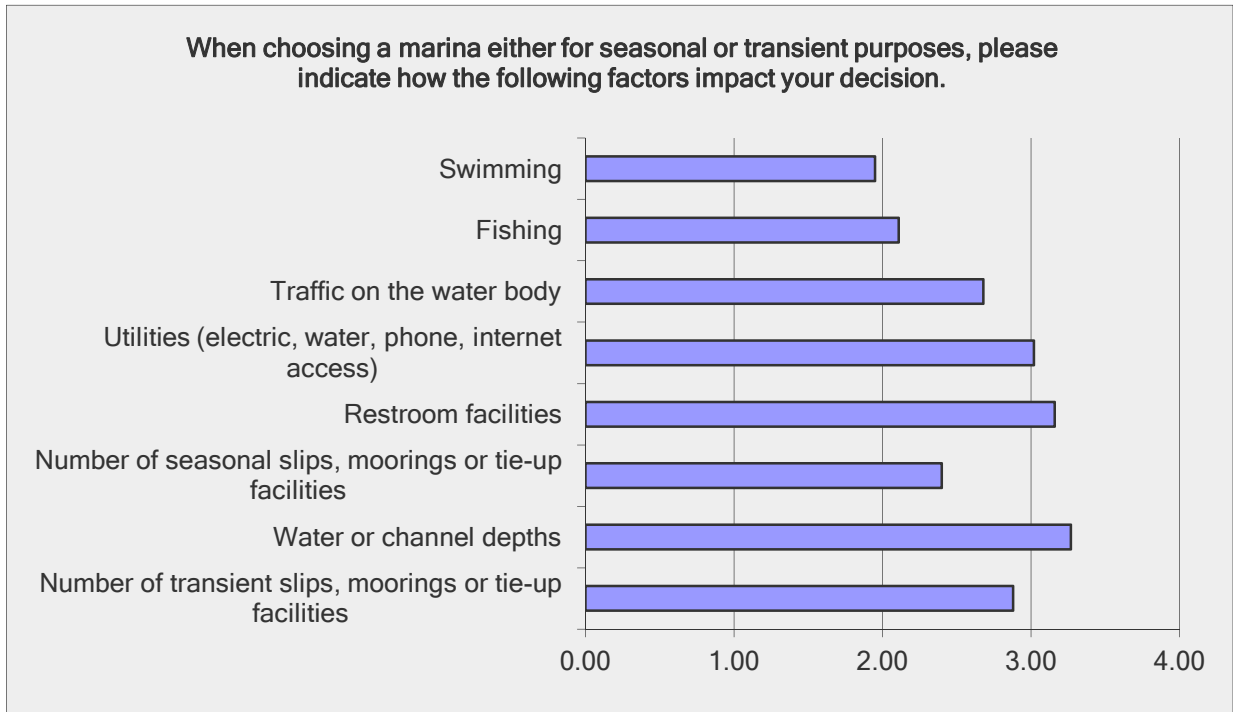 When choosing a marina either for seasonal or transient purposes, please
indicate how the following factors impact your decision.
Swimming
Fishing
Traffic on the water body
Utilities (electric, water, phone, internet
access)
Restroom facilities
Number of seasonal slips, moorings or tie-up
facilities
Water or channel depths
Number of transient slips, moorings or tie-up
facilities
0.00 1.00 2.00 3.00 4.00